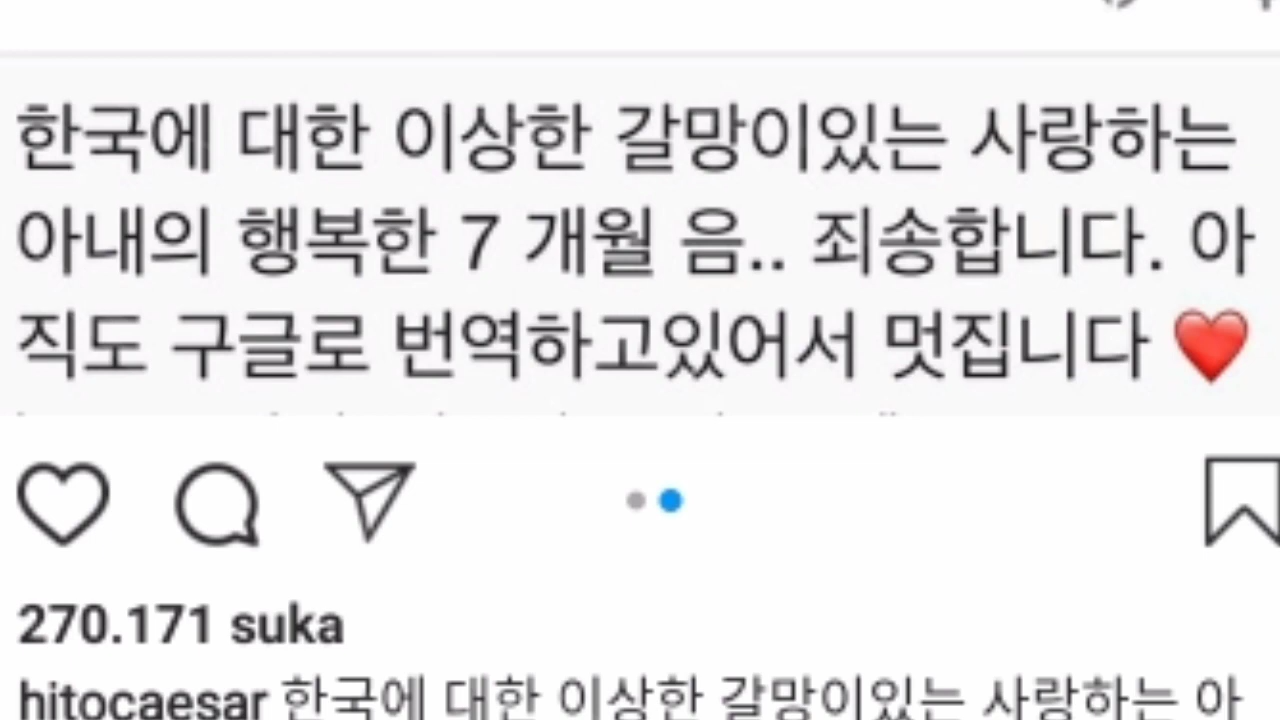 한국에 대한 이상한 갈망이있는 사랑하는
아내의 행복한 7 개월 음.. 죄송합니다. 아
직도 구글로 번역하고있어서 멋집니다 ❤️
270.171 suka
hitocaesar 한국에 대한 이상한 갈망이있는 사랑하는 아